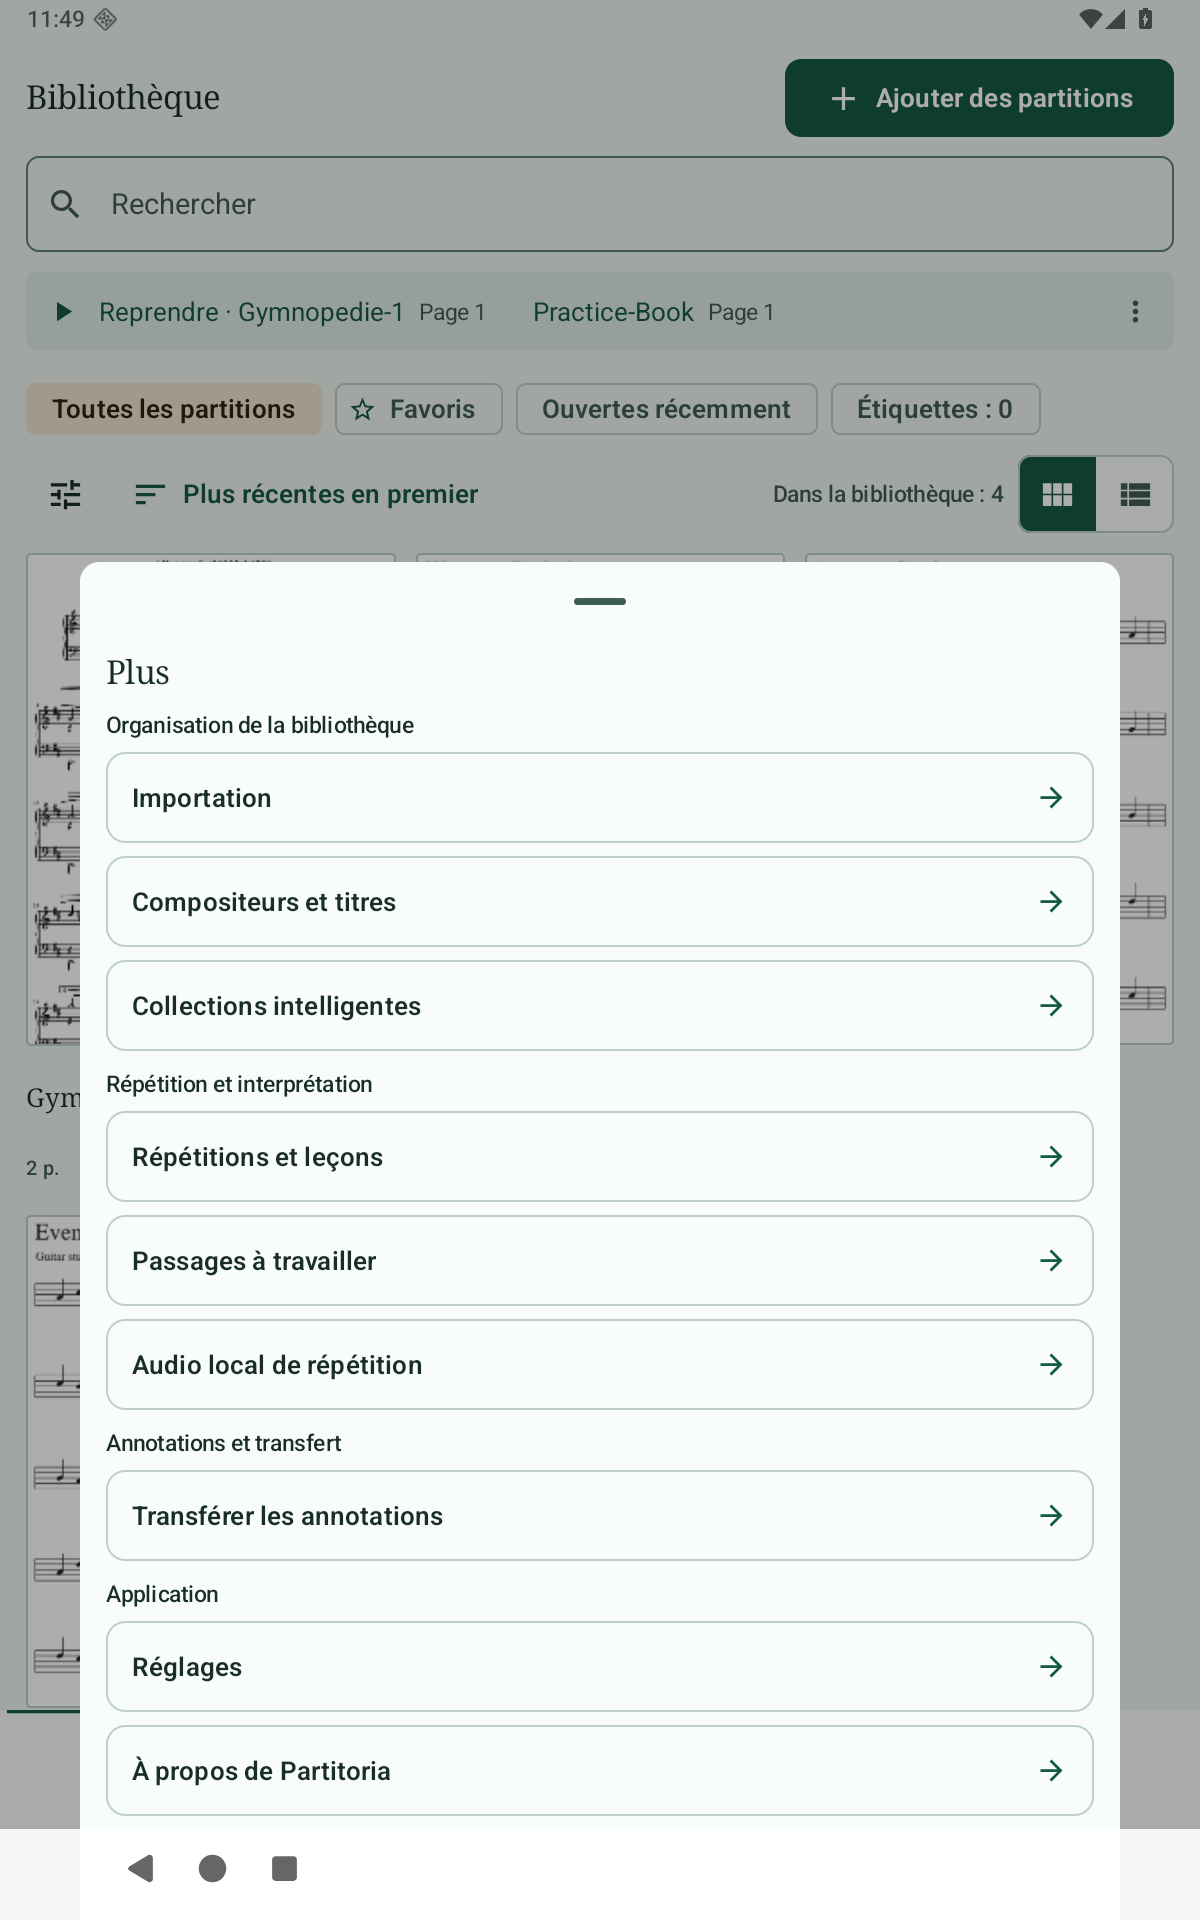 11:49
Bibliothèque
Ajouter des partitions
Rechercher
Reprendre · Gymnopedie-1 Page 1 Practice-Book Page 1
Toutes les partitions
Favoris
Ouvertes récemment
Étiquettes : 0
Plus récentes en premier
Dans la bibliothèque : 4
Plus
Organisation de la bibliothèque
Importation
Compositeurs et titres
Collections intelligentes
Répétition et interprétation
Répétitions et leçons
Passages à travailler
Audio local de répétition
Annotations et transfert
Transférer les annotations
Application
Réglages
À propos de Partitoria
Gym
2 p.
Even
Guitar stu